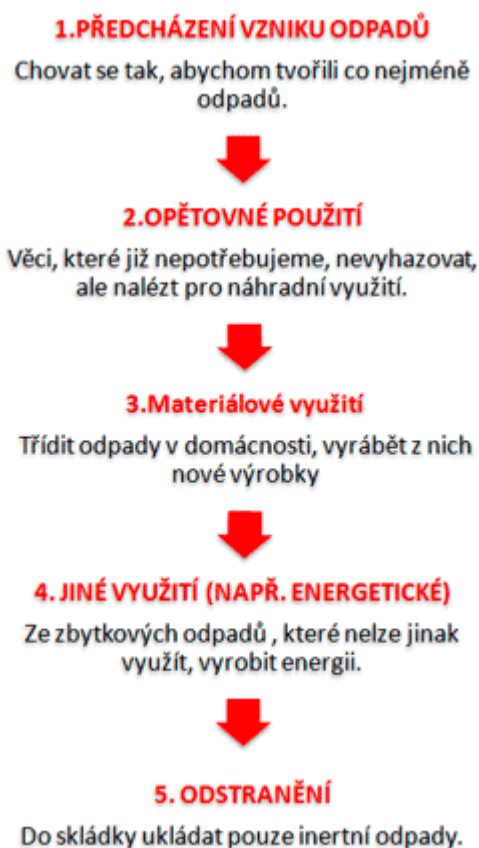 1.PŘEDCHÁZENÍ VZNIKU ODPADŮ
Chovat se tak, abychom tvořili co nejméně
odpadů.
2.OPĚTOVNÉ POUŽITÍ
Věci, které již nepotřebujeme, nevyhazovat,
ale nalézt pro náhradní využití.
3.Materiálové využití
Třídit odpady v domácnosti, vyrábět z nich
nové výrobky
4. JINÉ VYUŽITÍ (NAPŘ. ENERGETICKÉ)
Ze zbytkových odpadů , které nelze jinak
využít, vyrobit energii.
5. ODSTRANĚNÍ
Do skládky ukládat pouze inertní odpady.